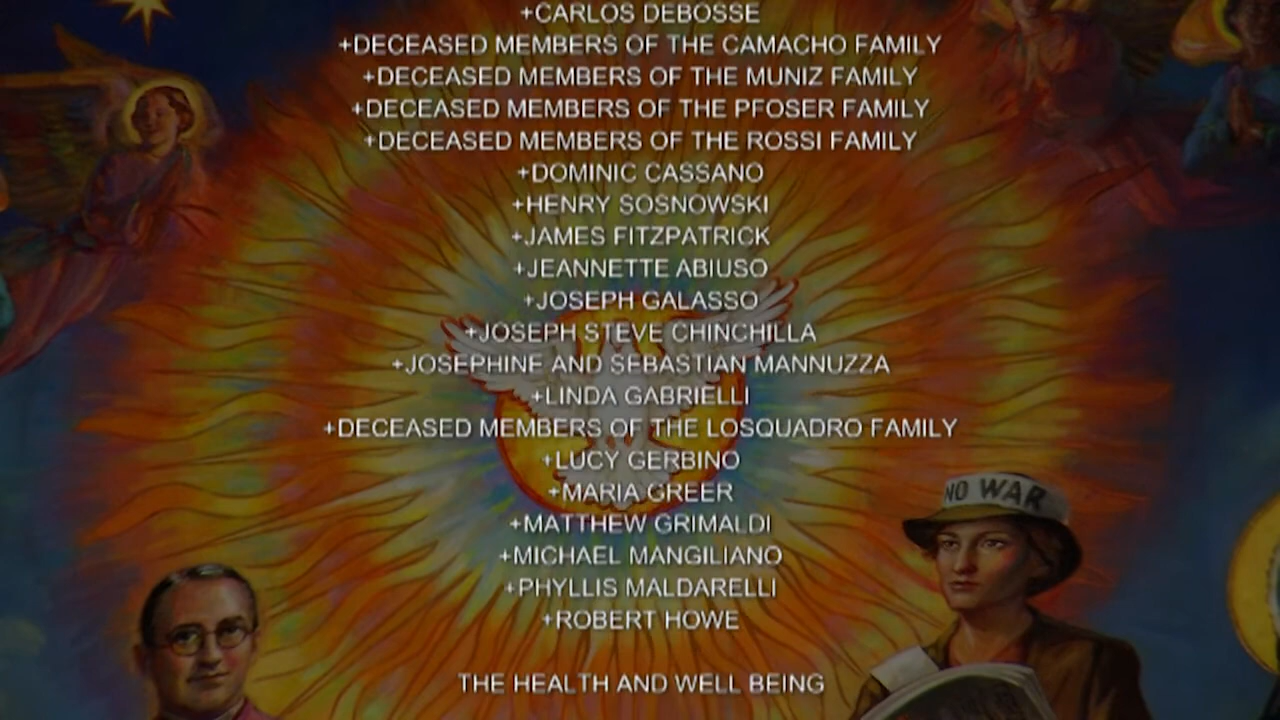 +CARLOS DEBOSSE
+DECEASED MEMBERS OF THE CAMACHO FAMILY
+DECEASED MEMBERS OF THE MUNIZ FAMILY
+DECEASED MEMBERS OF THE PFOSER FAMILY
+DECEASED MEMBERS OF THE ROSSI FAMILY
+DOMINIC CASSANO
+HENRY SOSNOWSKI
+JAMES FITZPATRICK
+JEANNETTE ABIUSO
+JOSEPH GALASSO
+JOSEPH STEVE CHINCHILLA
+JOSEPHINE AND SEBASTIAN MANNUZZA
+LINDA GABRIELLI
+DECEASED MEMBERS OF THE LOSQUADRO FAMILY
+LUCY GERBINO
+MARIA GREER
NO WAR
+MATTHEW GRIMALDI
+MICHAEL MANGILIANO
+PHYLLIS MALDARELLI
+ROBERT HOWE
THE HEALTH AND WELL BEING